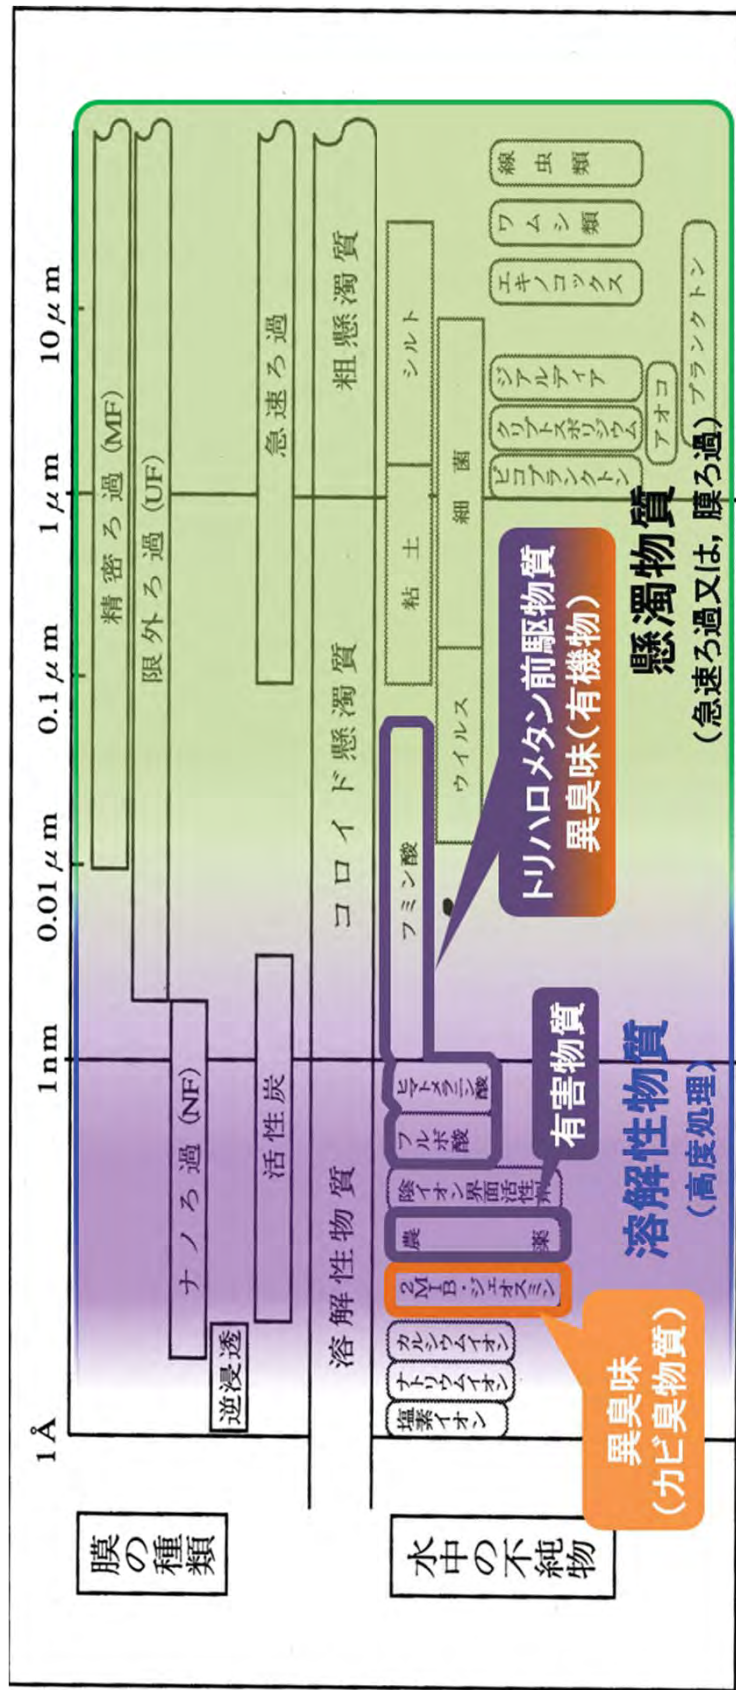 膜の種類
1Å
1nm
0.01μm
0.1μm
1μm
10μm
精密ろ過(MF)
限外ろ過(UF)
ナノろ過(NF)
逆浸透
活性炭
急速ろ過
溶解性物質
コロイド懸濁質
粗懸濁質
水中の不純物
塩素イオン
ナトリウムイオン
カルシウムイオン
2MIB・ジェオスミン
農薬
陰イオン界面活性剤
フルボ酸
ヒマトメラニン酸
フミン酸
粘土
シルト
ウイルス
細菌
ピコプランクトン
クリプトスポリジウム
ジアルディア
エキノコックス
ワムシ類
線虫類
アオコ
プランクトン
異臭味
(カビ臭物質)
有害物質
トリハロメタン前駆物質
異臭味(有機物)
溶解性物質
(高度処理)
懸濁物質
(急速ろ過又は,膜ろ過)